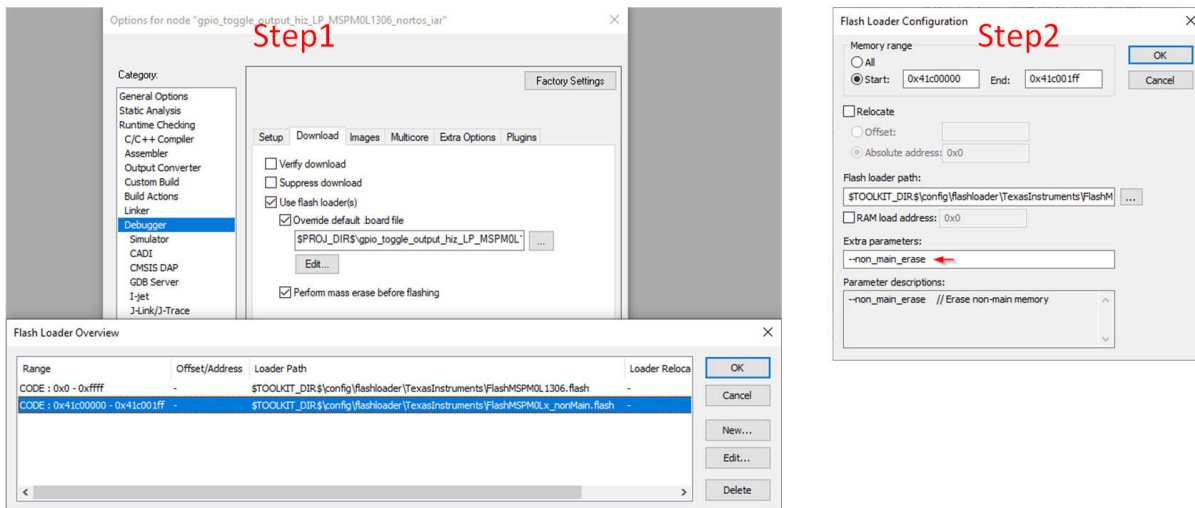 Options for node "gpio_toggle_output_hiz_LP_MSPM0L1306_nortos_iar"
Step1
Category:
Factory Settings
General Options
Static Analysis
Runtime Checking
C/C++ Compiler
Assembler
Output Converter
Custom Build
Build Actions
Linker
Debugger
Simulator
CADI
CMSIS DAP
GDB Server
I-jet
J-Link/J-Trace
Setup Download Images Multicore Extra Options Plugins
Verify download
Suppress download
Use flash loader(s)
Override default .board file
$PROJ_DIR$\gpio_toggle_output_hiz_LP_MSPM0L
...
Edit...
Perform mass erase before flashing
Flash Loader Overview
Range Offset/Address Loader Path Loader Reloca
CODE : 0x0 - 0xffff - $TOOLKIT_DIR$\config\flashloader\TexasInstruments\FlashMSPM0L1306.flash -
CODE : 0x41c00000 - 0x41c001ff - $TOOLKIT_DIR$\config\flashloader\TexasInstruments\FlashMSPM0Lx_nonMain.flash -
OK
Cancel
New...
Edit...
Delete
Flash Loader Configuration
Step2
Memory range
All
Start: 0x41c00000 End: 0x41c001ff
OK
Cancel
Relocate
Offset:
Absolute address: 0x0
Flash loader path:
$TOOLKIT_DIR$\config\flashloader\TexasInstruments\FlashM ...
RAM load address: 0x0
Extra parameters:
--non_main_erase
Parameter descriptions:
--non_main_erase // Erase non-main memory